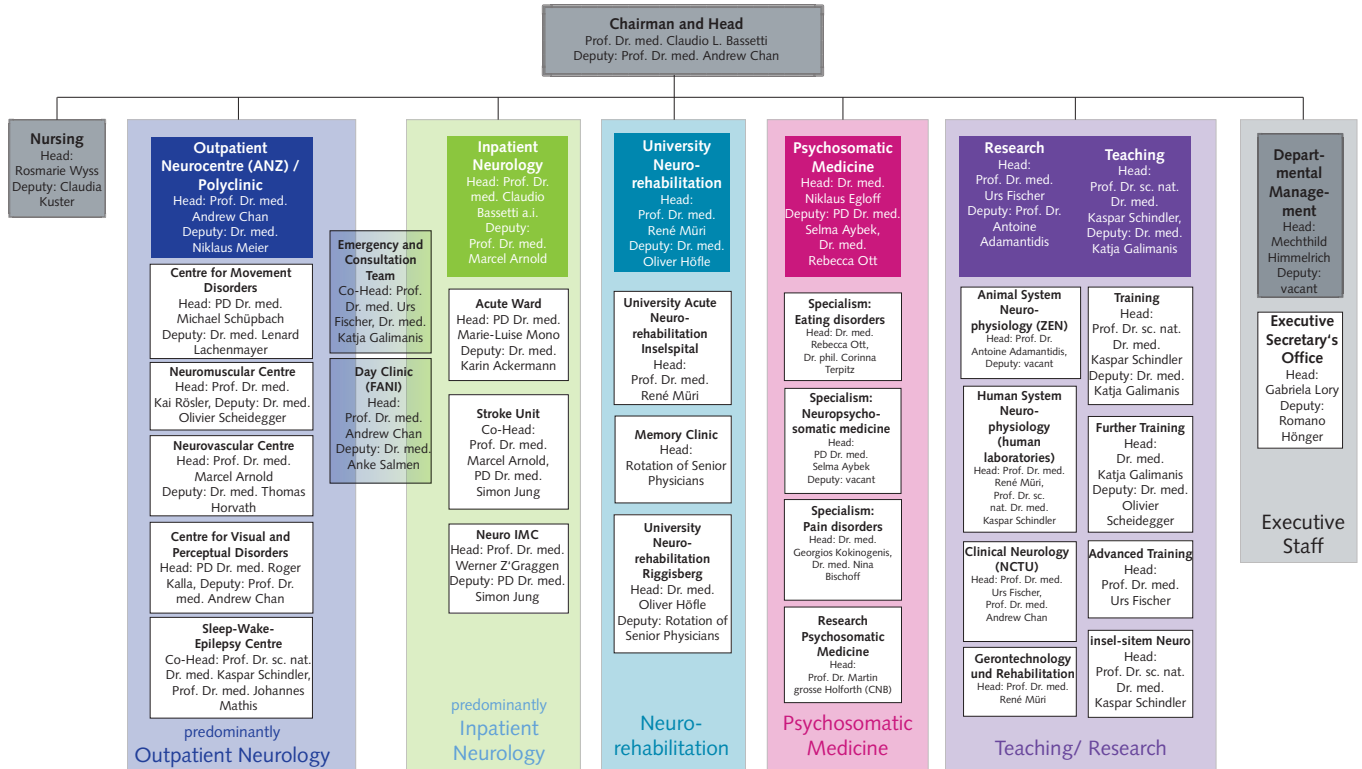 Chairman and Head
Prof. Dr. med. Claudio L. Bassetti
Deputy: Prof. Dr. med. Andrew Chan
Nursing
Head:
Rosmarie Wyss
Deputy: Claudia
Kuster
Outpatient
Neurocentre (ANZ) /
Polyclinic
Head: Prof. Dr. med.
Andrew Chan
Deputy: Dr. med.
Niklaus Meier
Centre for Movement
Disorders
Head: PD Dr. med.
Michael Schüpbach
Deputy: Dr. med. Lenard
Lachenmayer
Neuromuscular Centre
Head: Prof. Dr. med.
Kai Rösler, Deputy: Dr. med.
Olivier Scheidegger
Neurovascular Centre
Head: Prof. Dr. med.
Marcel Arnold
Deputy: Dr. med. Thomas
Horvath
Centre for Visual and
Perceptual Disorders
Head: PD Dr. med. Roger
Kalla, Deputy: Prof. Dr.
med. Andrew Chan
Sleep-Wake-
Epilepsy Centre
Co-Head: Prof. Dr. sc. nat.
Dr. med. Kaspar Schindler,
Prof. Dr. med. Johannes
Mathis
predominantly
Outpatient Neurology
Emergency and
Consultation
Team
Co-Head: Prof.
Dr. med. Urs
Fischer, Dr. med.
Katja Galimanis
Day Clinic
(FANI)
Head:
Prof. Dr. med.
Andrew Chan
Deputy: Dr. med.
Anke Salmen
Inpatient
Neurology
Head: Prof. Dr.
med. Claudio
Bassetti a.i.
Deputy:
Prof. Dr. med.
Marcel Arnold
Acute Ward
Head: PD Dr. med.
Marie-Luise Mono
Deputy: Dr. med.
Karin Ackermann
Stroke Unit
Co-Head:
Prof. Dr. med.
Marcel Arnold,
PD Dr. med.
Simon Jung
Neuro IMC
Head: Prof. Dr. med.
Werner Z'Graggen
Deputy: PD Dr. med.
Simon Jung
predominantly
Inpatient
Neurology
University
Neuro-
rehabilitation
Head:
Prof. Dr. med.
René Müri
Deputy: Dr. med.
Oliver Höfle
University Acute
Neuro-
rehabilitation
Inselspital
Head:
Prof. Dr. med.
René Müri
Memory Clinic
Head:
Rotation of Senior
Physicians
University
Neuro-
rehabilitation
Riggisberg
Head: Dr. med.
Oliver Höfle
Deputy: Rotation of
Senior Physicians
Neuro-
rehabilitation
Psychosomatic
Medicine
Head: Dr. med.
Niklaus Egloff
Deputy: PD Dr. med.
Selma Aybek,
Dr. med.
Rebecca Ott
Specialism:
Eating disorders
Head: Dr. med.
Rebecca Ott,
Dr. phil. Corinna
Terpitz
Specialism:
Neuropsycho-
somatic medicine
Head:
PD Dr. med.
Selma Aybek
Deputy: vacant
Specialism:
Pain disorders
Head: Dr. med.
Georgios Kokinogenis,
Dr. med. Nina
Bischoff
Research
Psychosomatic
Medicine
Head:
Prof. Dr. Martin
grosse Holforth (CNB)
Psychosomatic
Medicine
Research
Head:
Prof. Dr. med.
Urs Fischer
Deputy: Prof. Dr.
Antoine
Adamantidis
Teaching
Head:
Prof. Dr. sc. nat.
Dr. med.
Kaspar Schindler,
Deputy: Dr. med.
Katja Galimanis
Animal System
Neuro-
physiology (ZEN)
Head: Prof. Dr.
Antoine Adamantidis,
Deputy: vacant
Human System
Neuro-
physiology
(human
laboratories)
Head: Prof. Dr. med.
René Müri,
Prof. Dr. sc.
nat. Dr. med.
Kaspar Schindler
Clinical Neurology
(NCTU)
Head: Prof. Dr. med.
Urs Fischer,
Prof. Dr. med.
Andrew Chan
Gerontechnology
und Rehabilitation
Head: Prof. Dr. med.
René Müri
Training
Head:
Prof. Dr. sc. nat.
Dr. med.
Kaspar Schindler
Deputy: Dr. med.
Katja Galimanis
Further Training
Head:
Dr. med.
Katja Galimanis
Deputy: Dr. med.
Olivier
Scheidegger
Advanced Training
Head:
Prof. Dr. med.
Urs Fischer
insel-sitem Neuro
Head:
Prof. Dr. sc. nat.
Dr. med.
Kaspar Schindler
Teaching/ Research
Depart-
mental
Manage-
ment
Head:
Mechthild
Himmelrich
Deputy:
vacant
Executive
Secretary's
Office
Head:
Gabriela Lory
Deputy:
Romano
Hönger
Executive
Staff